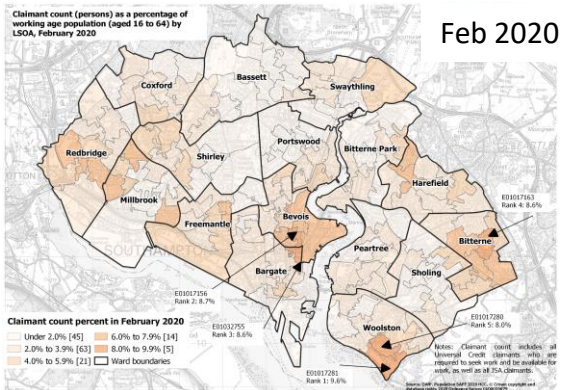 Claimant count (persons) as a percentage of
working age population (aged 16 to 64) by
LSOA, February 2020
Feb 2020
Bassett
Swaythling
Coxford
Portswood
Bitterne Park
Redbridge
Shirley
Harefield
Millbrook
E01017163
Rank 4: 8.6%
Bevois
Freemantle
Bitterne
SOUTHAMPTON
Peartree
Bargate
Sholing
E01017156
Rank 2: 8.7%
E01032755
Rank 3: 8.6%
E01017280
Rank 5: 8.0%
Woolston
Claimant count percent in February 2020
Under 2.0% [45]
6.0% to 7.9% [14]
2.0% to 3.9% [63]
8.0% to 9.9% [5]
4.0% to 5.9% [21]
Ward boundaries
E01017281
Rank 1: 9.6%
Notes: Claimant count includes all
Universal Credit claimants who are
required to seek work and be available for
work, as well as all JSA claimants.